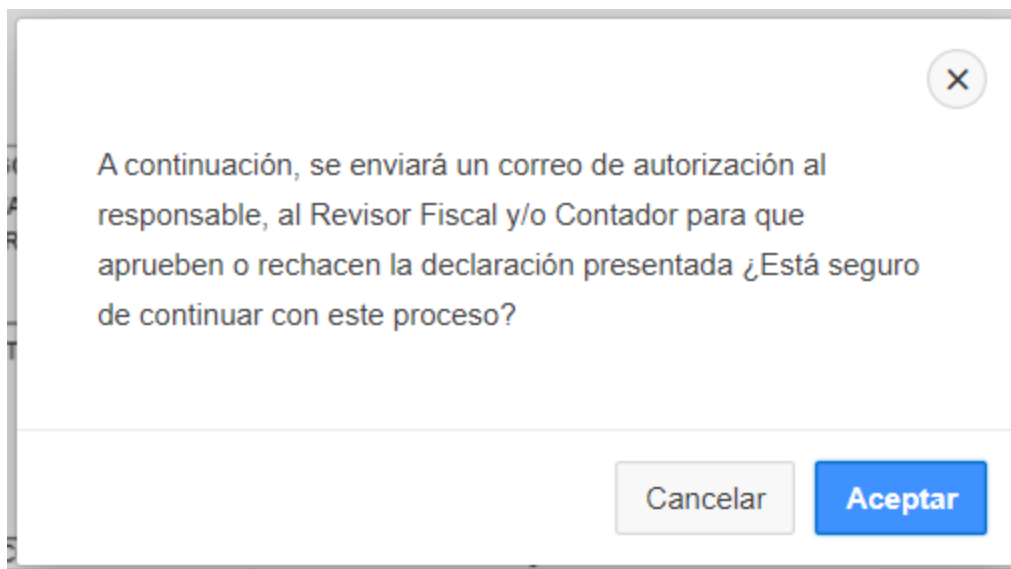 A continuación, se enviará un correo de autorización al
responsable, al Revisor Fiscal y/o Contador para que
aprueben o rechacen la declaración presentada ¿Está seguro
de continuar con este proceso?
Cancelar
Aceptar